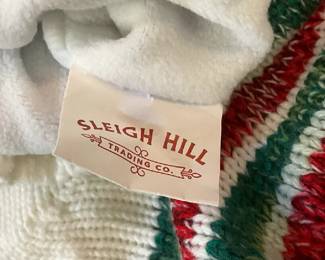 SLEIGH HILL
TRADING CO.